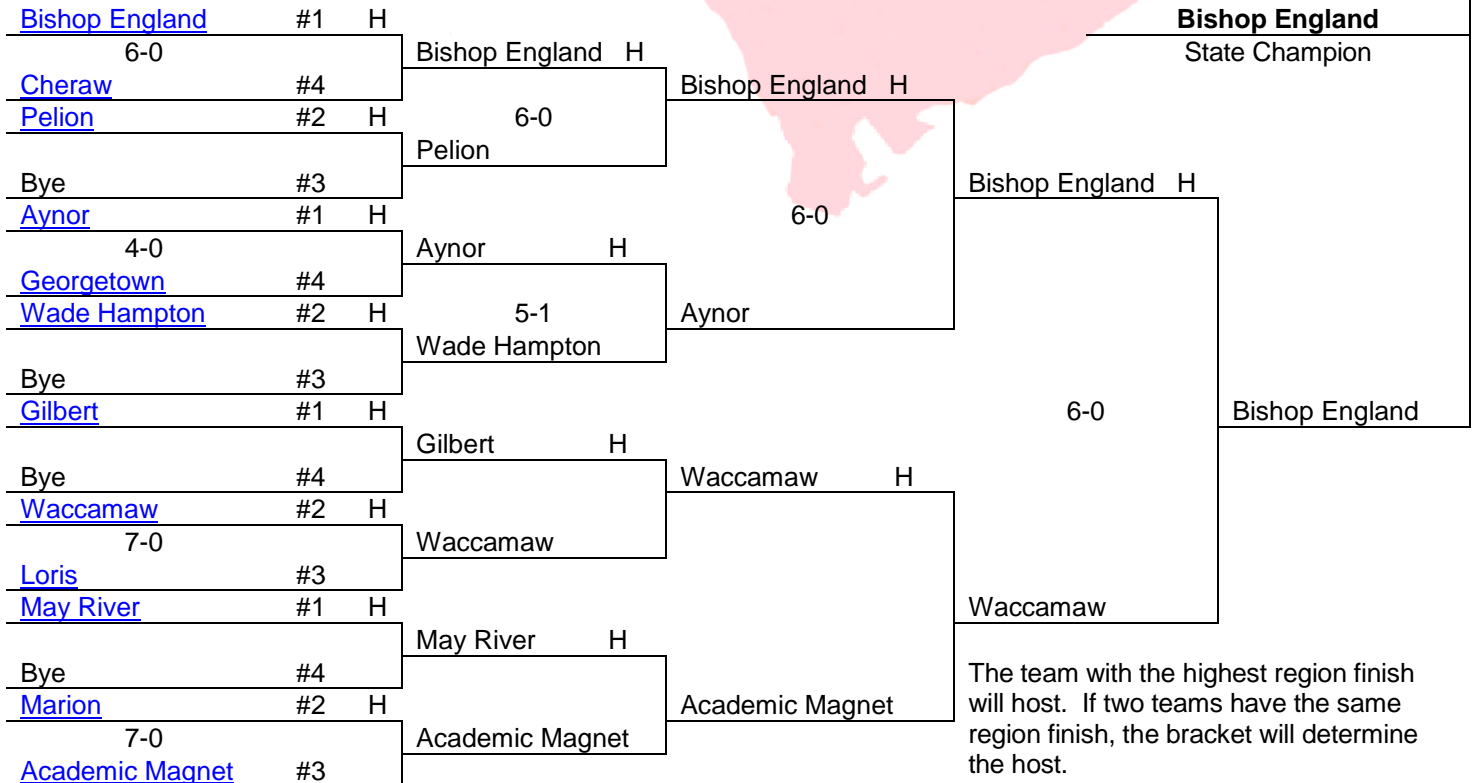 Bishop England #1 H
6-0
Cheraw #4
Pelion #2 H
Bye #3
Aynor #1 H
4-0
Georgetown #4
Wade Hampton #2 H
Bye #3
Gilbert #1 H
Bye #4
Waccamaw #2 H
7-0
Loris #3
May River #1 H
Bye #4
Marion #2 H
7-0
Academic Magnet #3
Bishop England H
6-0
Pelion
Aynor H
5-1
Wade Hampton
Gilbert H
Waccamaw
May River H
Academic Magnet
Bishop England H
6-0
Aynor
Waccamaw H
Academic Magnet
Bishop England H
6-0
Waccamaw
Bishop England
Bishop England
State Champion
The team with the highest region finish
will host. If two teams have the same
region finish, the bracket will determine
the host.